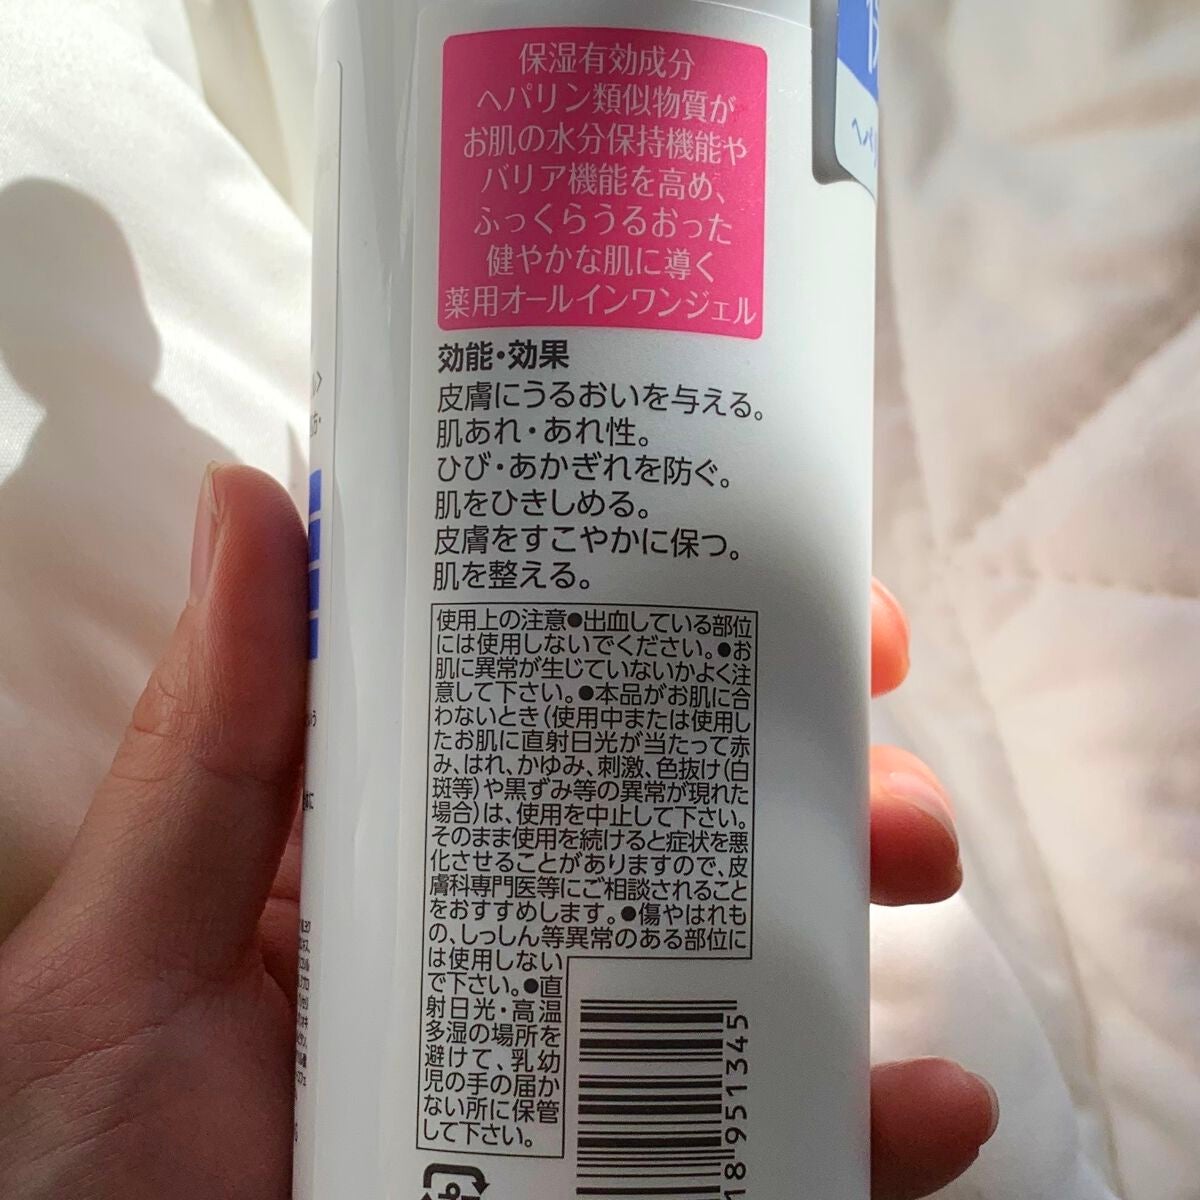 保湿有効成分
ヘパリン類似物質が
お肌の水分保持機能や
バリア機能を高め、
ふっくらうるおった
健やかな肌に導く
薬用オールインワンジェル
効能・効果
皮膚にうるおいを与える。
肌あれ・あれ性。
ひび・あかぎれを防ぐ。
肌をひきしめる。
皮膚をすこやかに保つ。
肌を整える。
使用上の注意●出血している部位
には使用しないでください。●お
肌に異常が生じていないかよく注
意して下さい。●本品がお肌に合
わないとき(使用中または使用し
たお肌に直射日光が当たって赤
み、はれ、かゆみ、刺激、色抜け(白
斑等)や黒ずみ等の異常が現れた
場合)は、使用を中止して下さい。
そのまま使用を続けると症状を悪
化させることがありますので、皮
膚科専門医等にご相談されること
をおすすめします。●傷やはれも
の、しっしん等異常のある部位に
は使用しない
で下さい。●直
射日光・高温
多湿の場所を
避けて、乳幼
児の手の届か
ない所に保管
して下さい。
18951345
ヘパ